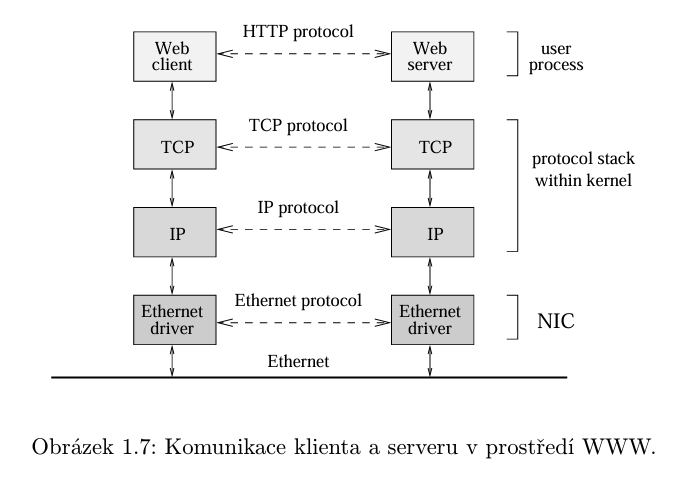 HTTP protocol
Web
client
Web
server
user
process
TCP protocol
TCP
TCP
protocol stack
within kernel
IP protocol
IP
IP
Ethernet protocol
Ethernet
driver
Ethernet
driver
NIC
Ethernet
Obrázek 1.7: Komunikace klienta a serveru v prostředí WWW.